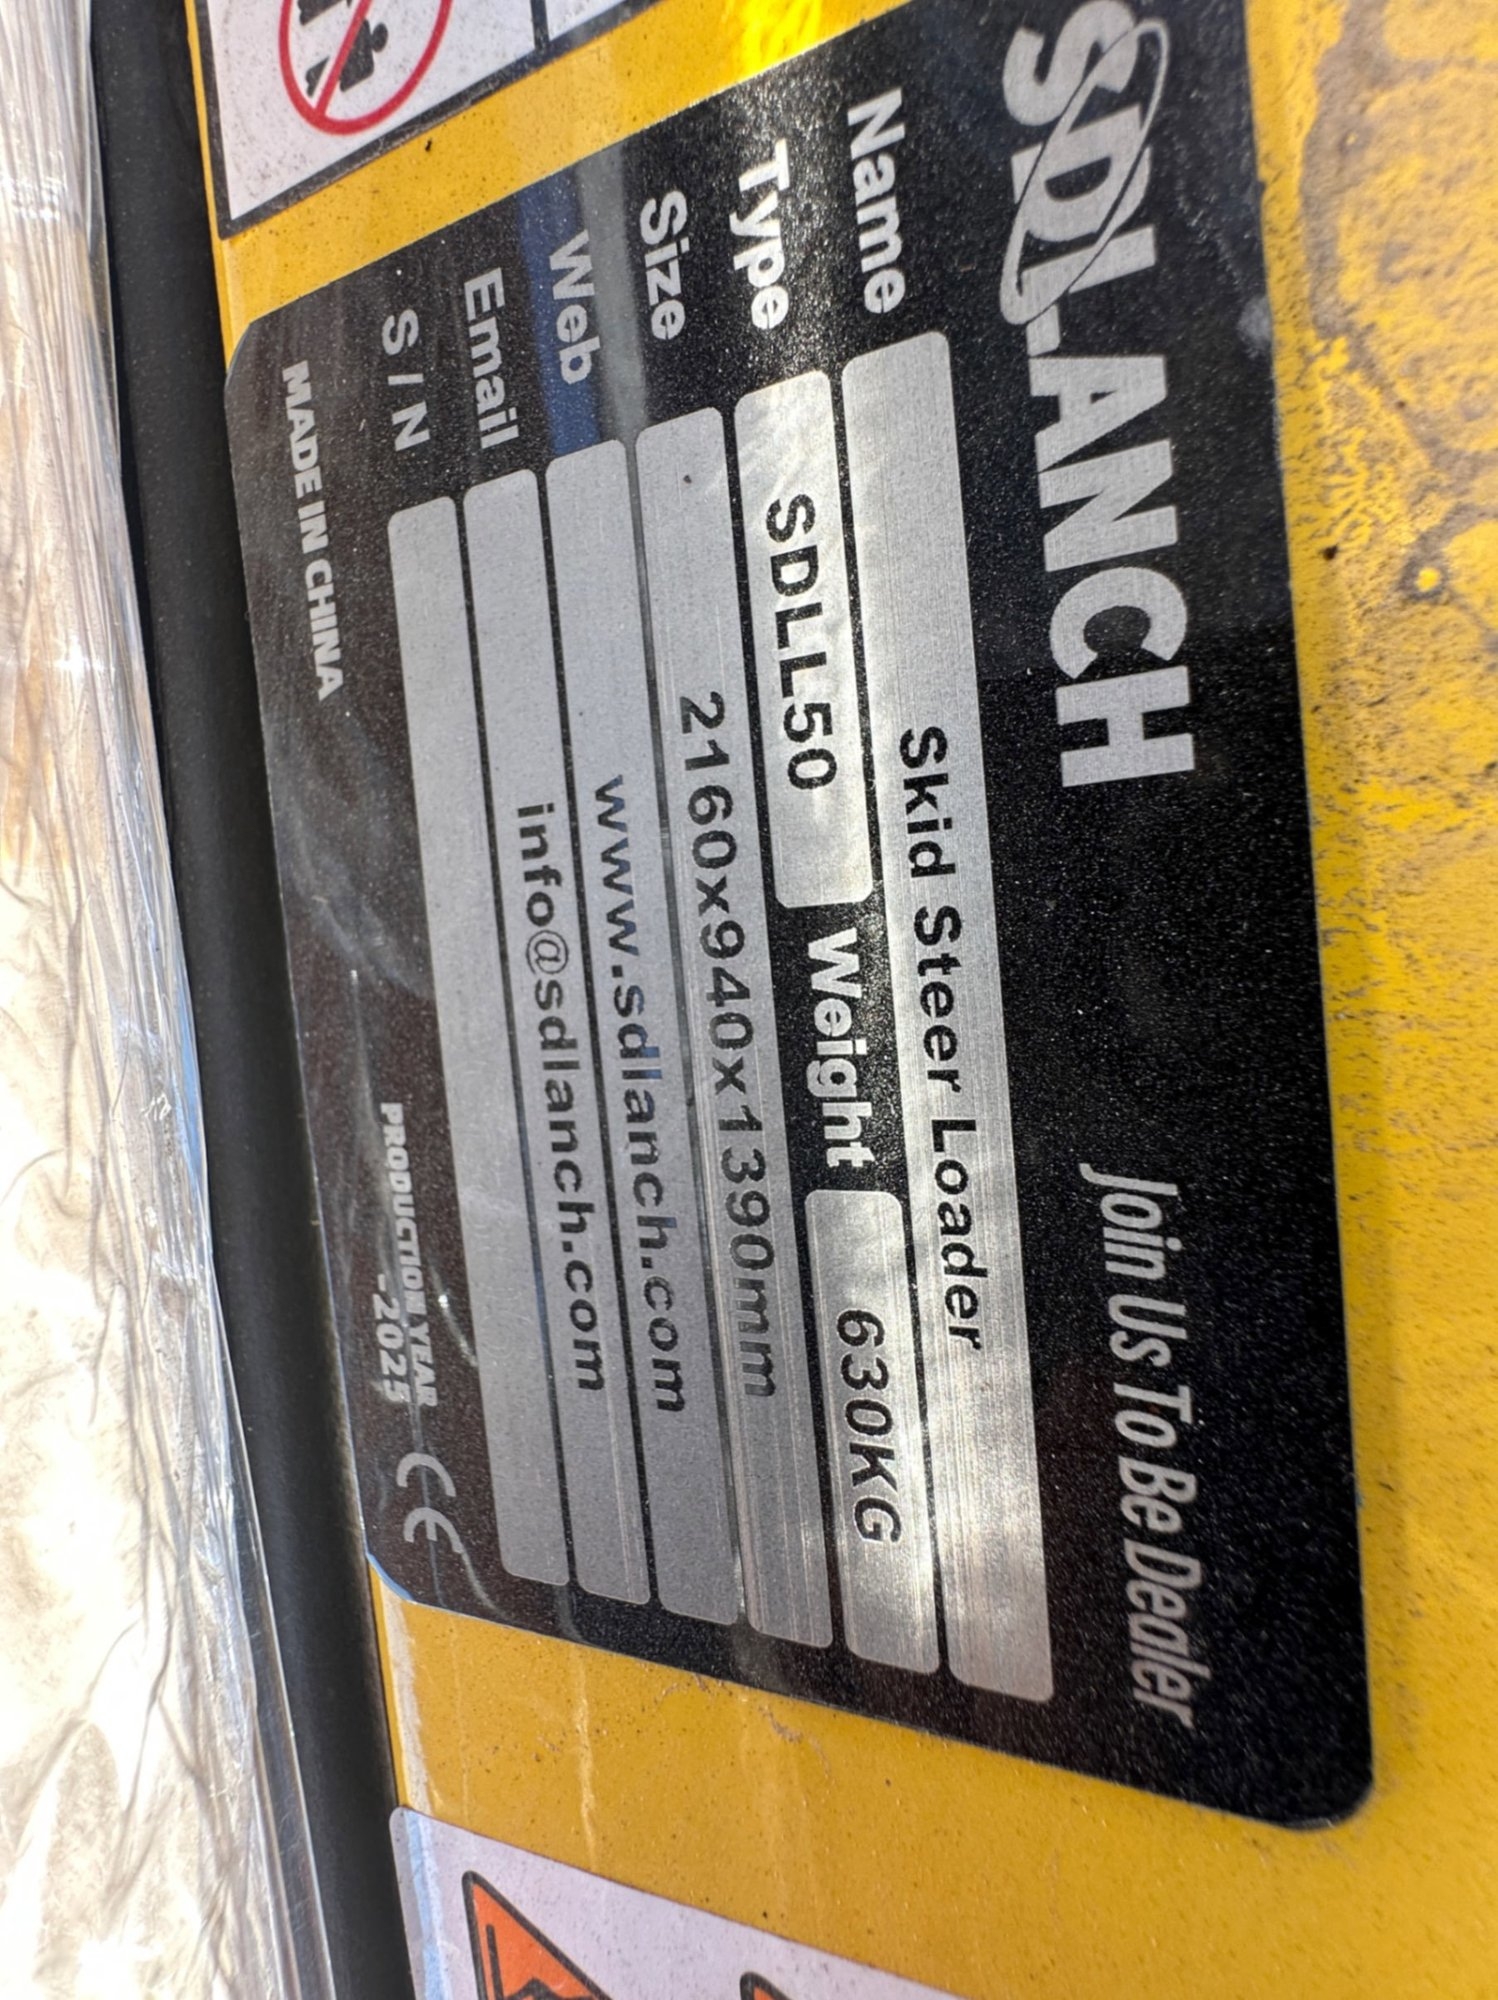 SDLANCH
Join Us To Be Dealer
Name Skid Steer Loader
Type SDLL50 Weight 630KG
Size 2160x940x1390mm
Web www.sdlanch.com
Email info@sdlanch.com
S/N
MADE IN CHINA
PRODUCTION YEAR
-2025
CE